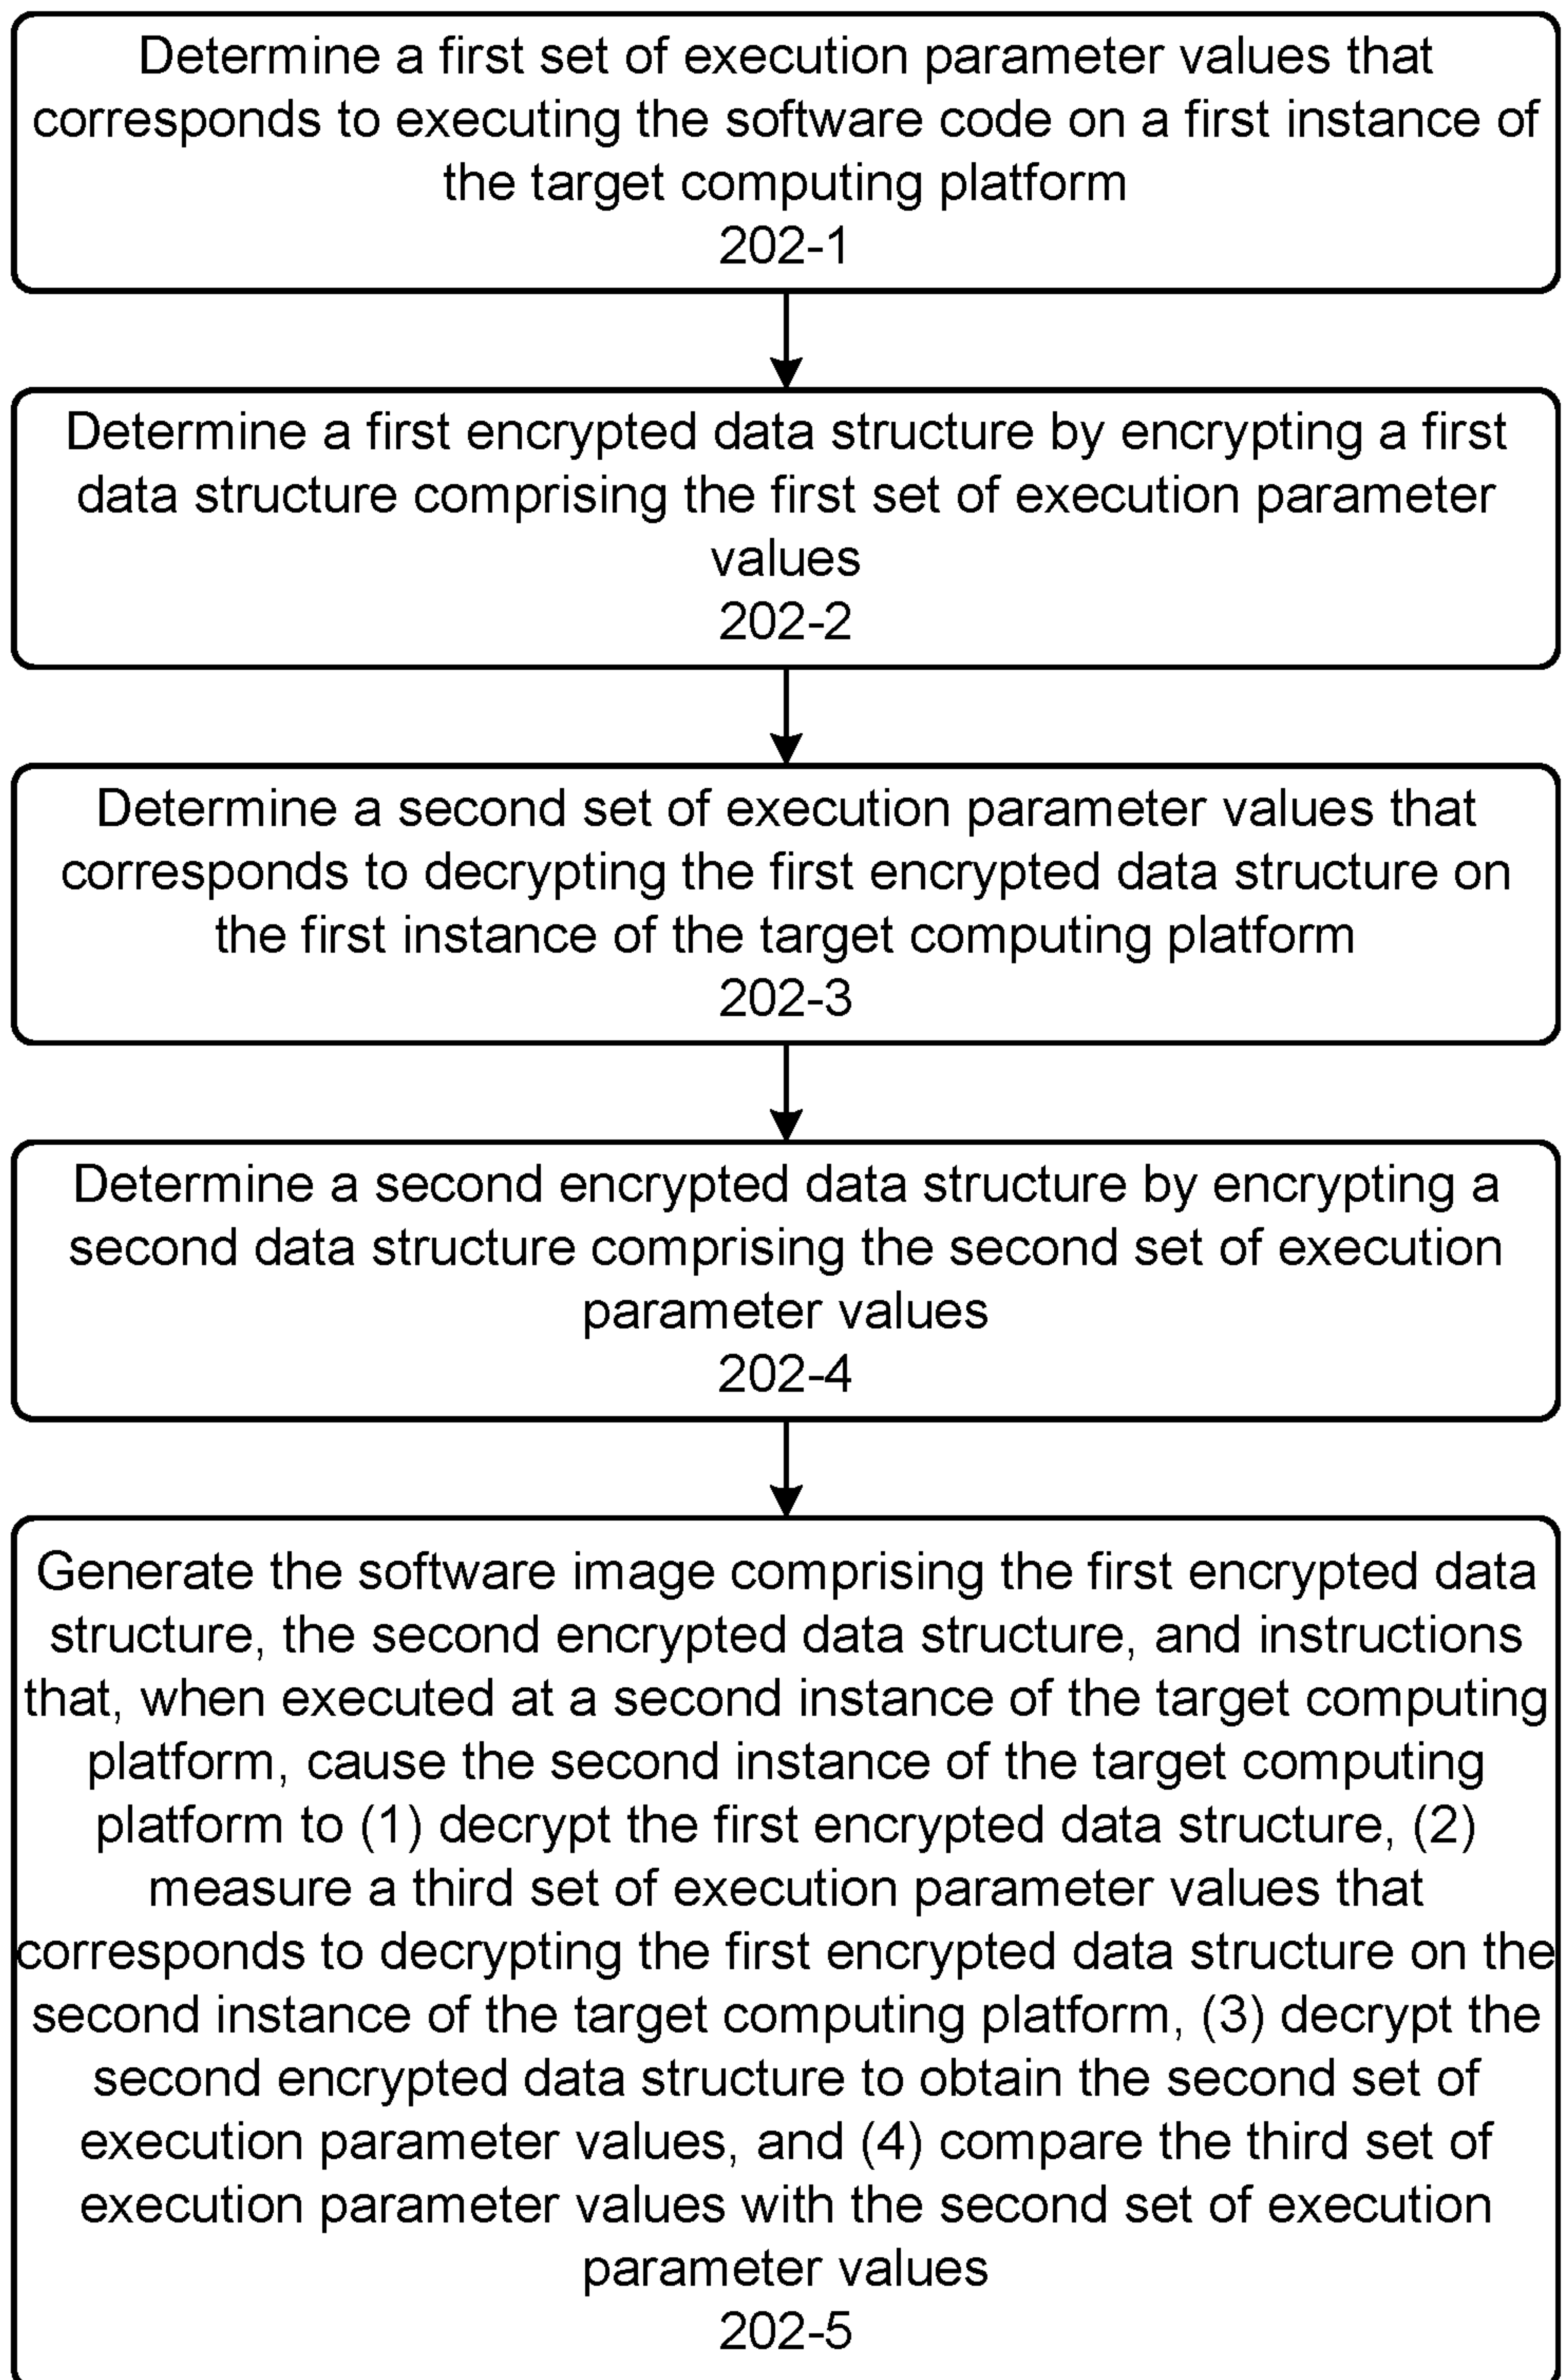 Determine a first set of execution parameter values that
corresponds to executing the software code on a first instance of
the target computing platform
202-1
Determine a first encrypted data structure by encrypting a first
data structure comprising the first set of execution parameter
values
202-2
Determine a second set of execution parameter values that
corresponds to decrypting the first encrypted data structure on
the first instance of the target computing platform
202-3
Determine a second encrypted data structure by encrypting a
second data structure comprising the second set of execution
parameter values
202-4
Generate the software image comprising the first encrypted data
structure, the second encrypted data structure, and instructions
that, when executed at a second instance of the target computing
platform, cause the second instance of the target computing
platform to (1) decrypt the first encrypted data structure, (2)
measure a third set of execution parameter values that
corresponds to decrypting the first encrypted data structure on the
second instance of the target computing platform, (3) decrypt the
second encrypted data structure to obtain the second set of
execution parameter values, and (4) compare the third set of
execution parameter values with the second set of execution
parameter values
202-5